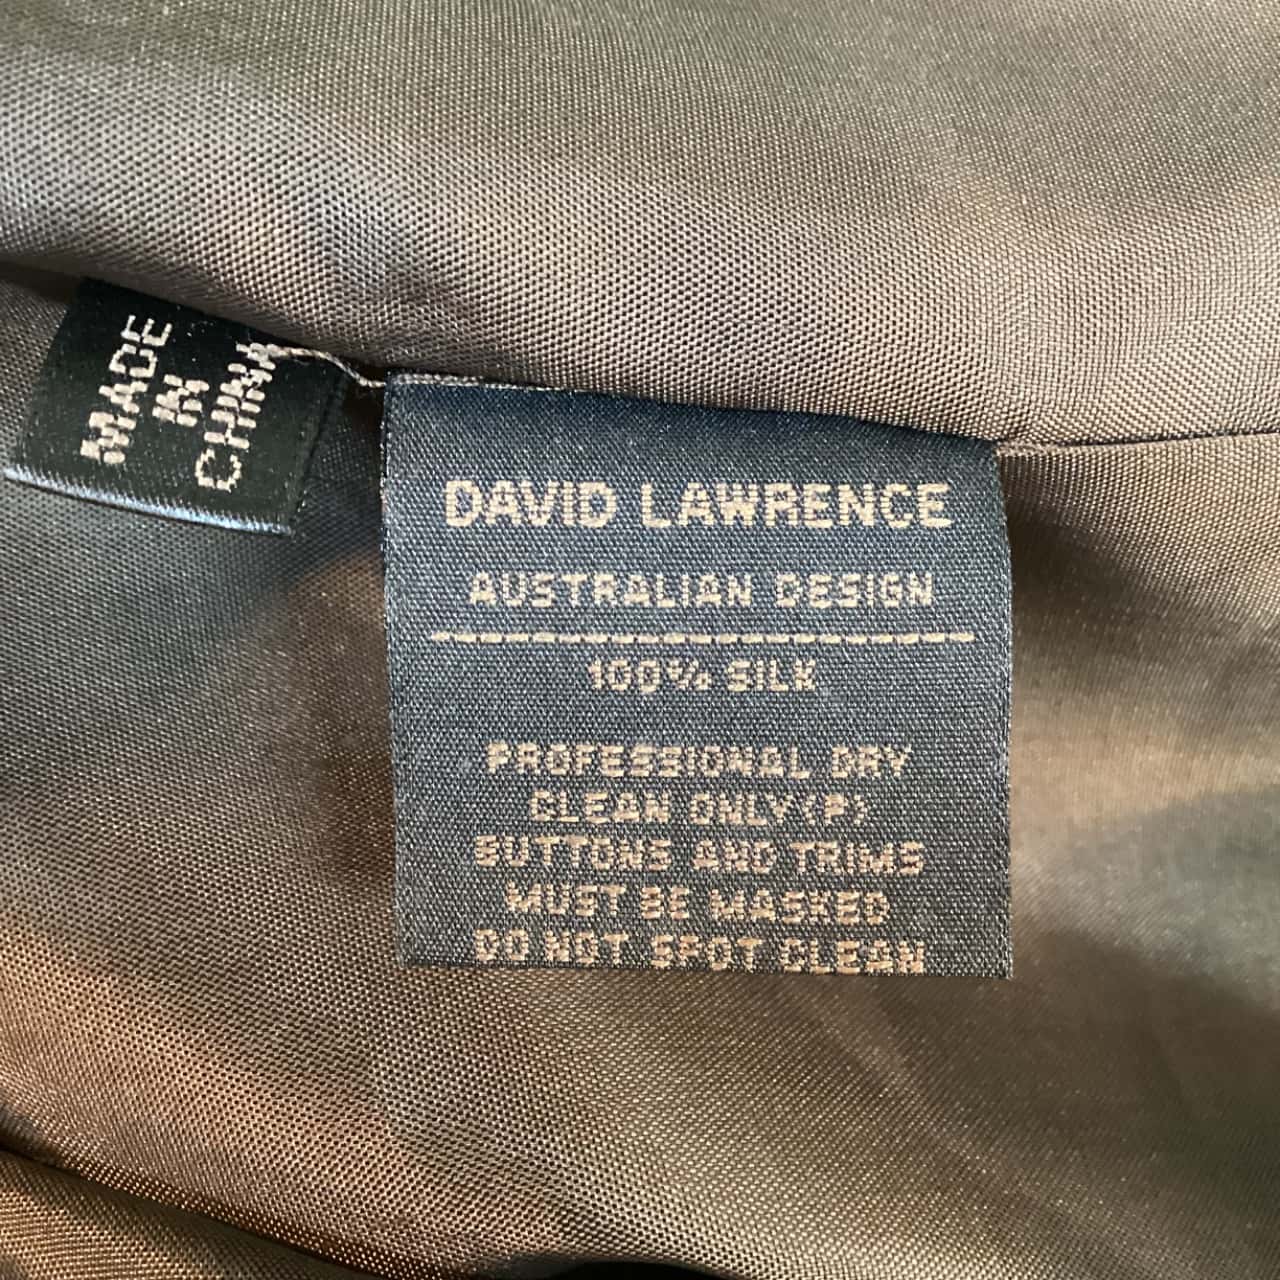 MADE
IN
CHINA
DAVID LAWRENCE
AUSTRALIAN DESIGN
100% SILK
PROFESSIONAL DRY
CLEAN ONLY (P)
BUTTONS AND TRIMS
MUST BE MASKED
DO NOT SPOT CLEAN